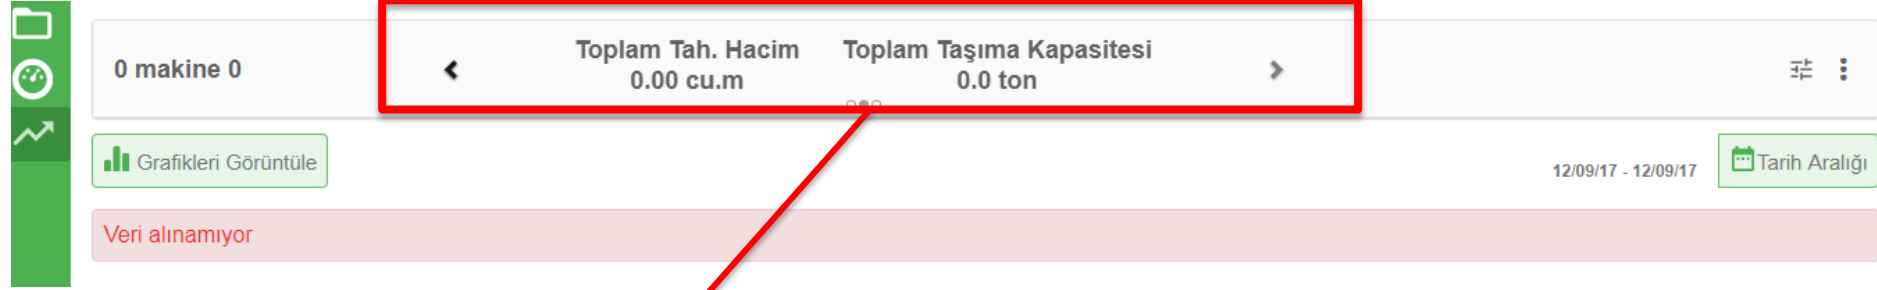 0 makine 0
Toplam Tah. Hacim
0.00 cu.m
Toplam Taşıma Kapasitesi
0.0 ton
Grafikleri Görüntüle
12/09/17 - 12/09/17
Tarih Aralığı
Veri alınamıyor